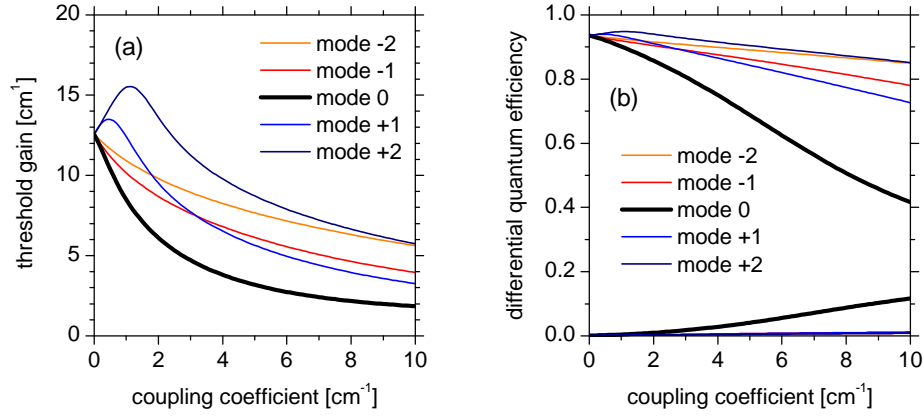 (a)
mode -2
mode -1
mode 0
mode +1
mode +2
threshold gain [cm⁻¹]
20
15
10
5
0
0 2 4 6 8 10
coupling coefficient [cm⁻¹]
(b)
mode -2
mode -1
mode 0
mode +1
mode +2
differential quantum efficiency
1.0
0.8
0.6
0.4
0.2
0.0
0 2 4 6 8 10
coupling coefficient [cm⁻¹]